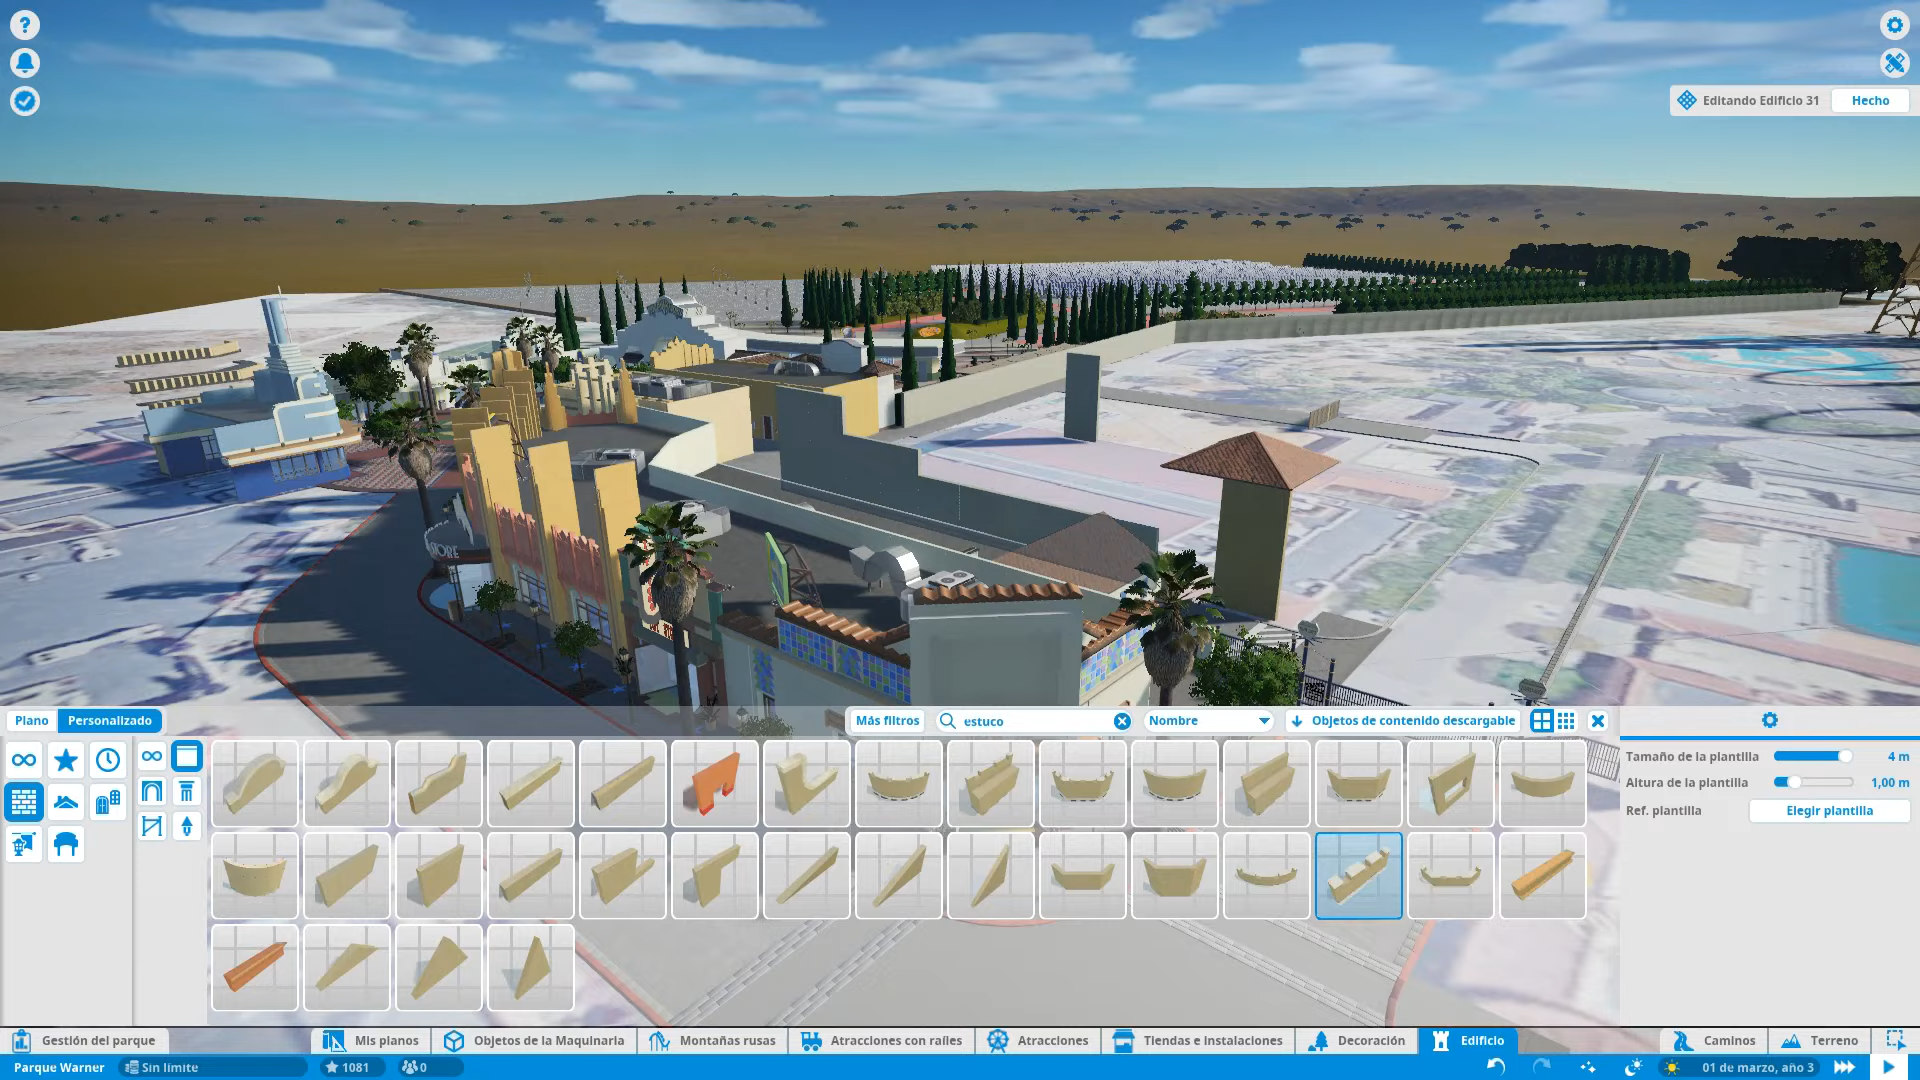 ?
Editando Edificio 31
Hecho
STORE
Plano
Personalizado
Más filtros
estuco
Nombre
Objetos de contenido descargable
Tamaño de la plantilla
4 m
Altura de la plantilla
1,00 m
Ref. plantilla
Elegir plantilla
Gestión del parque
Mis planos
Objetos de la Maquinaria
Montañas rusas
Atracciones con raíles
Atracciones
Tiendas e Instalaciones
Decoración
Edificio
Caminos
Terreno
Parque Warner
Sin límite
1081
0
01 de marzo, año 3